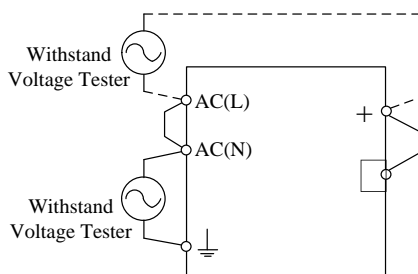 Withstand
Voltage Tester
AC(L)
+
AC(N)
Withstand
Voltage Tester